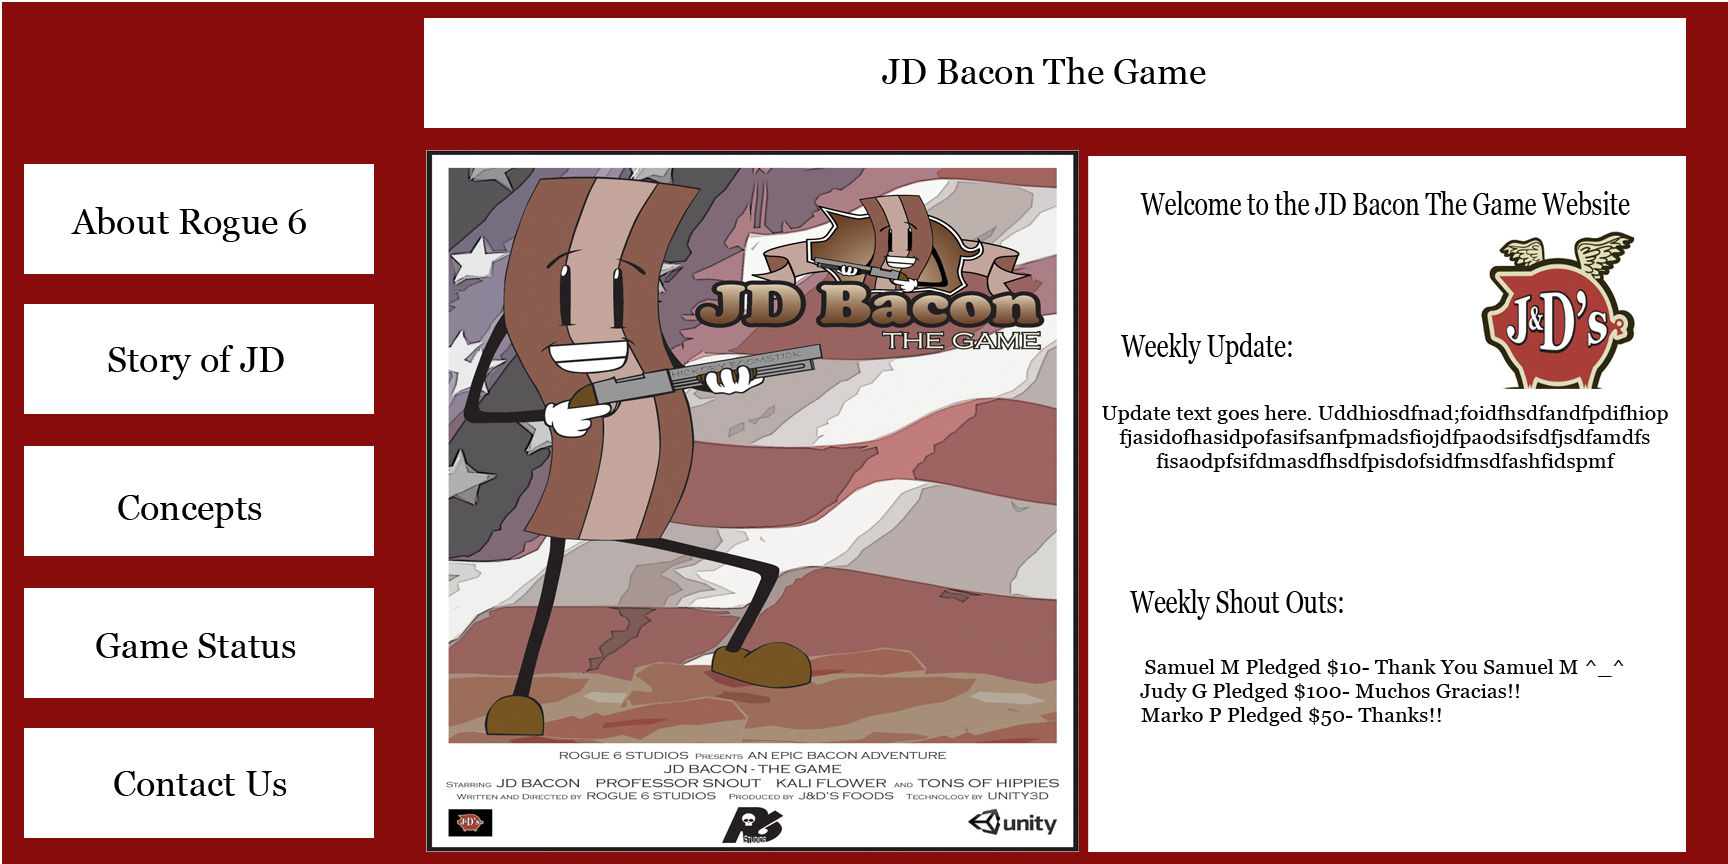 JD Bacon The Game
About Rogue 6
Story of JD
Concepts
Game Status
Contact Us
JD Bacon
THE GAME
HICKORY BOOMSTICK
ROGUE 6 STUDIOS PRESENTS AN EPIC BACON ADVENTURE
JD BACON - THE GAME
STARRING JD BACON PROFESSOR SNOUT KALI FLOWER AND TONS OF HIPPIES
WRITTEN AND DIRECTED BY ROGUE 6 STUDIOS PRODUCED BY J&D'S FOODS TECHNOLOGY BY UNITY3D
J&D's
R6
STUDIOS
unity
Welcome to the JD Bacon The Game Website
J&D's
Weekly Update:
Update text goes here. Uddhiosdfnad;foidfhsdfandfpdifhiop
fjasidofhasidpofasifsanfpmadsfiojdfpaodsifsdfjsdfamdfs
fisaodpfsifdmasdfhsdfpisdofsidfmsdfashfidspmf
Weekly Shout Outs:
Samuel M Pledged $10- Thank You Samuel M ^_^
Judy G Pledged $100- Muchos Gracias!!
Marko P Pledged $50- Thanks!!